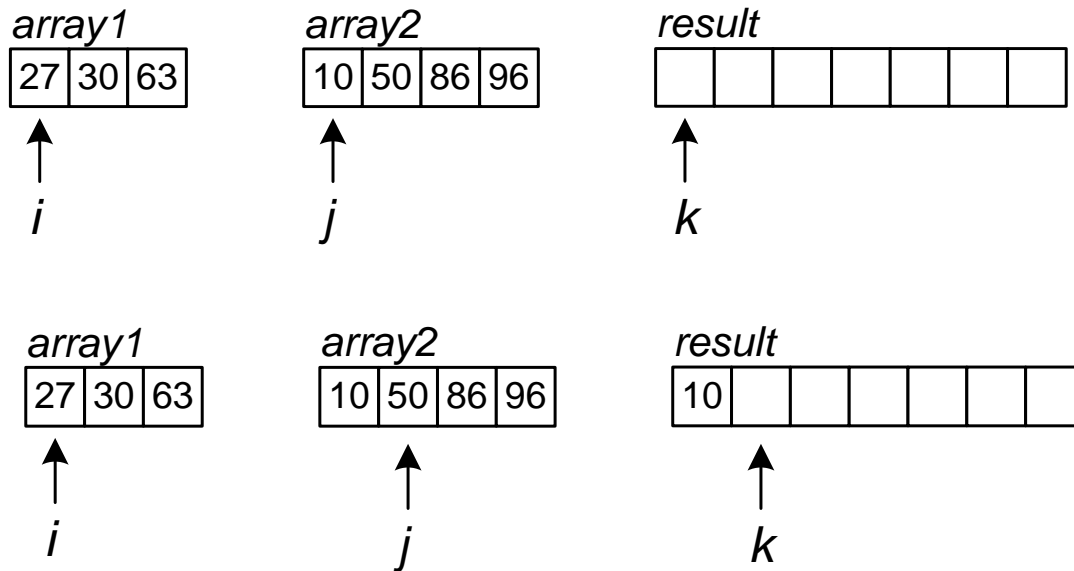 array1 array2 result
27 30 63 10 50 86 96
i j k
array1 array2 result
27 30 63 10 50 86 96 10
i j k